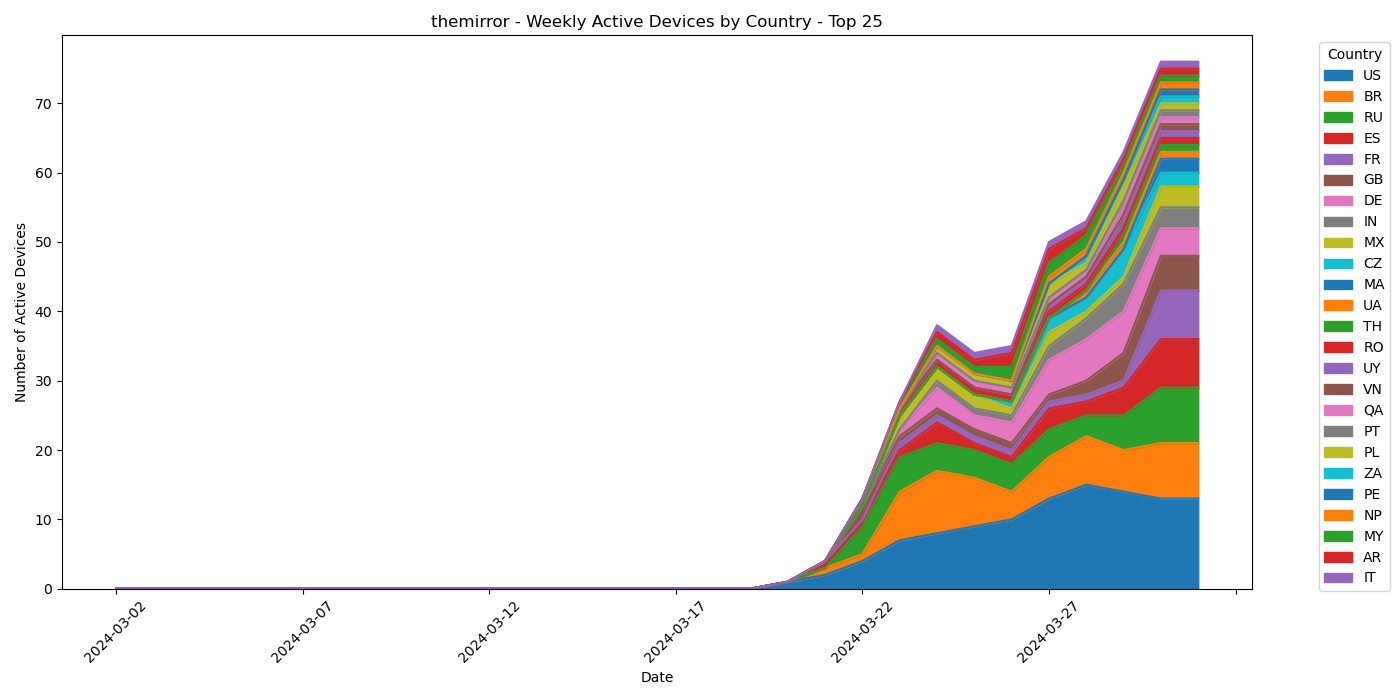 themirror - Weekly Active Devices by Country - Top 25
Number of Active Devices
70
60
50
40
30
20
10
0
2024-03-02
2024-03-07
2024-03-12
2024-03-17
2024-03-22
2024-03-27
Date
Country
US
BR
RU
ES
FR
GB
DE
IN
MX
CZ
MA
UA
TH
RO
UY
VN
QA
PT
PL
ZA
PE
NP
MY
AR
IT